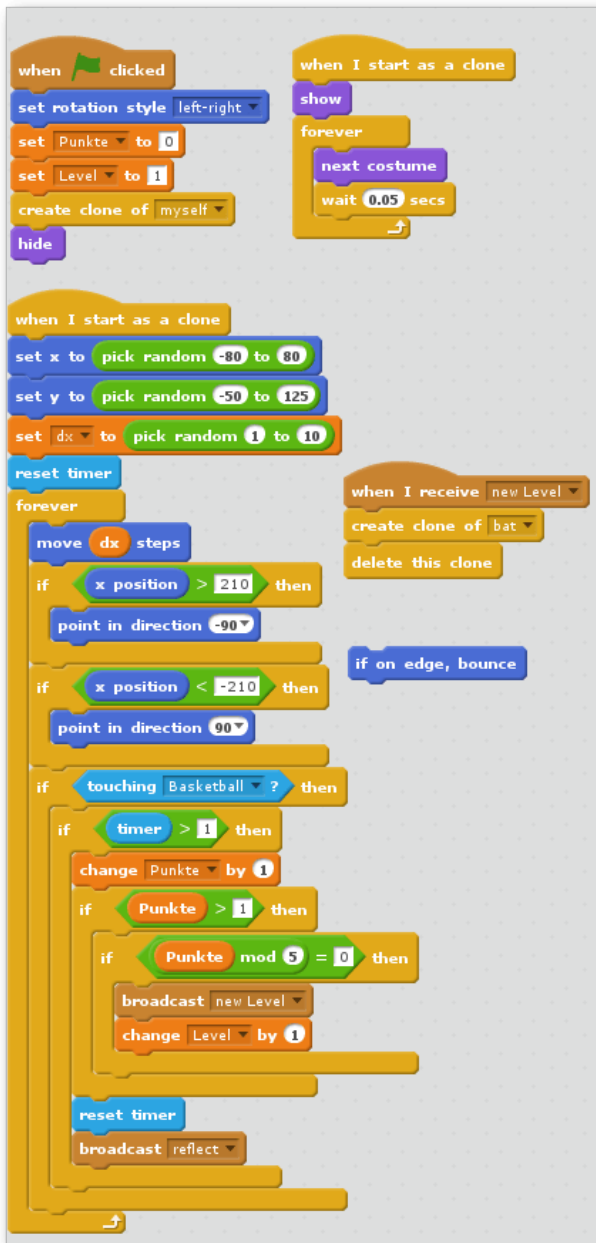 when clicked
set rotation style left-right
set Punkte to 0
set Level to 1
create clone of myself
hide
when I start as a clone
show
forever
next costume
wait 0.05 secs
when I start as a clone
set x to pick random -80 to 80
set y to pick random -50 to 125
set dx to pick random 1 to 10
reset timer
forever
move dx steps
if x position > 210 then
point in direction -90
if x position < -210 then
point in direction 90
if touching Basketball ? then
if timer > 1 then
change Punkte by 1
if Punkte > 1 then
if Punkte mod 5 = 0 then
broadcast new Level
change Level by 1
reset timer
broadcast reflect
when I receive new Level
create clone of bat
delete this clone
if on edge, bounce